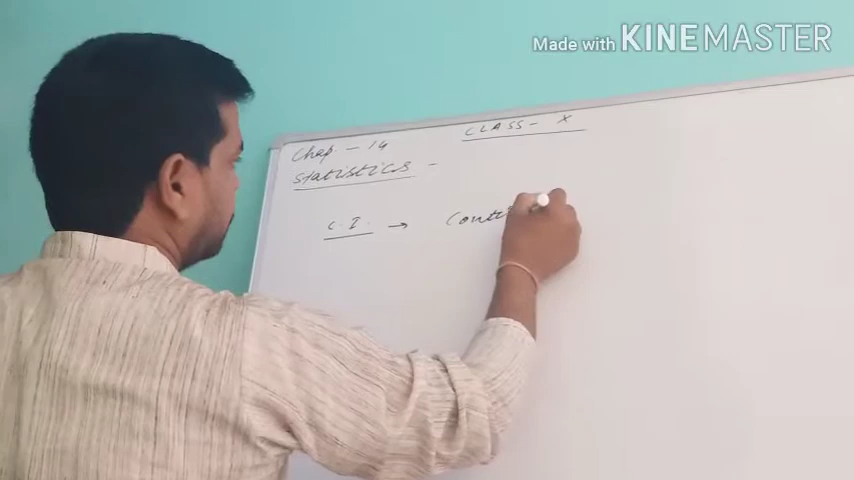 Made with KINEMASTER
CLASS - X
Chap. - 14
Statistics -
C.I. →